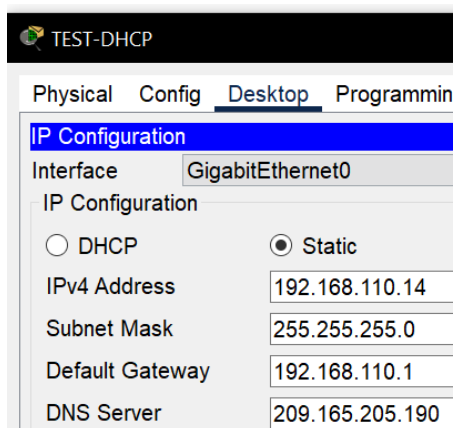 TEST-DHCP
Physical Config Desktop Programmin
IP Configuration
Interface GigabitEthernet0
IP Configuration
DHCP Static
IPv4 Address 192.168.110.14
Subnet Mask 255.255.255.0
Default Gateway 192.168.110.1
DNS Server 209.165.205.190